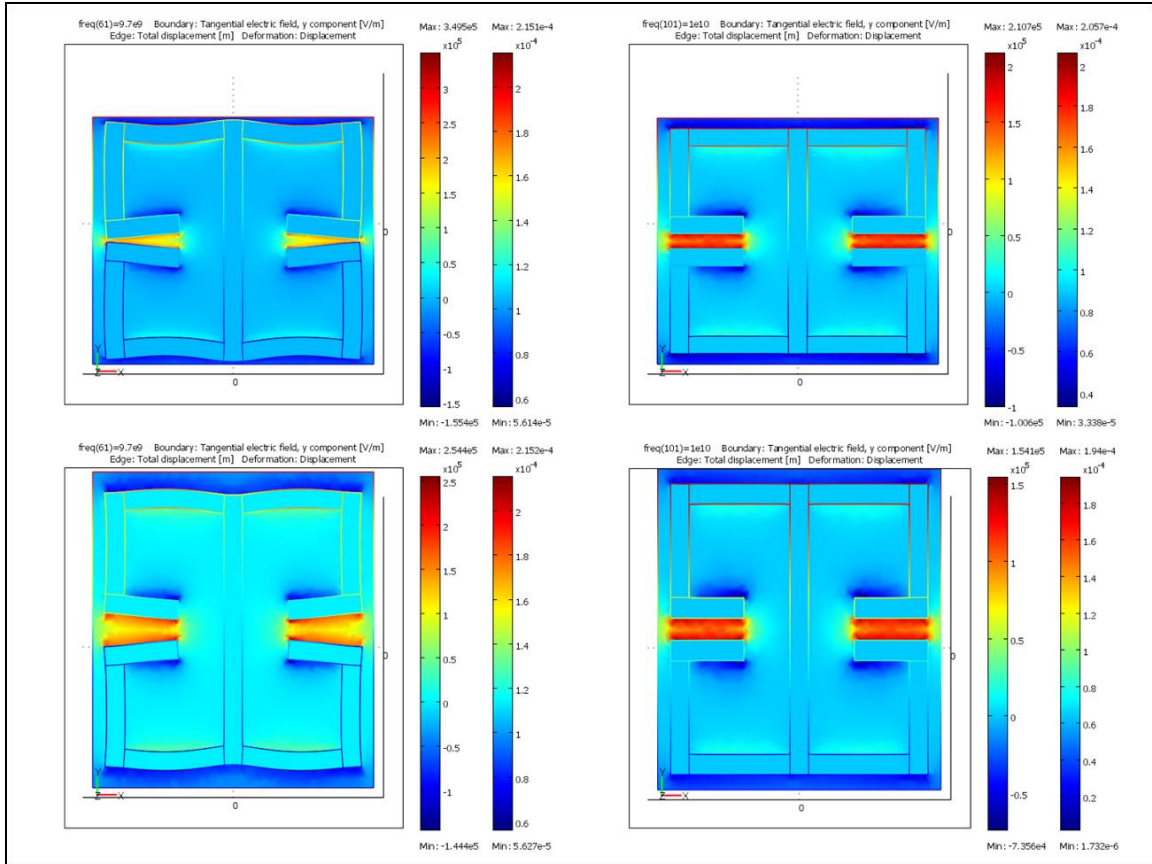 freq(61)=9.7e9 Boundary: Tangential electric field, y component [V/m]
Edge: Total displacement [m] Deformation: Displacement
Max: 3.495e5 Max: 2.151e-4
x10^5 x10^-4
3
2.5
2
1.5
1
0.5
0
-0.5
-1
-1.5
2
1.8
1.6
1.4
1.2
1
0.8
0.6
Min: -1.554e5 Min: 5.614e-5
0
0
Y
Z X
freq(101)=1e10 Boundary: Tangential electric field, y component [V/m]
Edge: Total displacement [m] Deformation: Displacement
Max: 2.107e5 Max: 2.057e-4
x10^5 x10^-4
2
1.5
1
0.5
0
-0.5
-1
2
1.8
1.6
1.4
1.2
1
0.8
0.6
0.4
Min: -1.006e5 Min: 3.338e-5
0
0
Y
Z X
freq(61)=9.7e9 Boundary: Tangential electric field, y component [V/m]
Edge: Total displacement [m] Deformation: Displacement
Max: 2.544e5 Max: 2.152e-4
x10^5 x10^-4
2.5
2
1.5
1
0.5
0
-0.5
-1
2
1.8
1.6
1.4
1.2
1
0.8
0.6
Min: -1.444e5 Min: 5.627e-5
0
0
Y
Z X
freq(101)=1e10 Boundary: Tangential electric field, y component [V/m]
Edge: Total displacement [m] Deformation: Displacement
Max: 1.541e5 Max: 1.94e-4
x10^5 x10^-4
1.5
1
0.5
0
-0.5
1.8
1.6
1.4
1.2
1
0.8
0.6
0.4
0.2
Min: -7.356e4 Min: 1.732e-6
0
0
Y
Z X